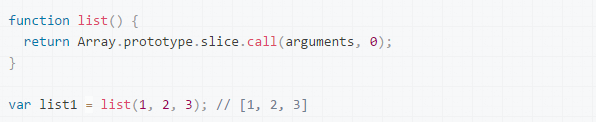 function list() {
  return Array.prototype.slice.call(arguments, 0);
}
var list1 = list(1, 2, 3); // [1, 2, 3]